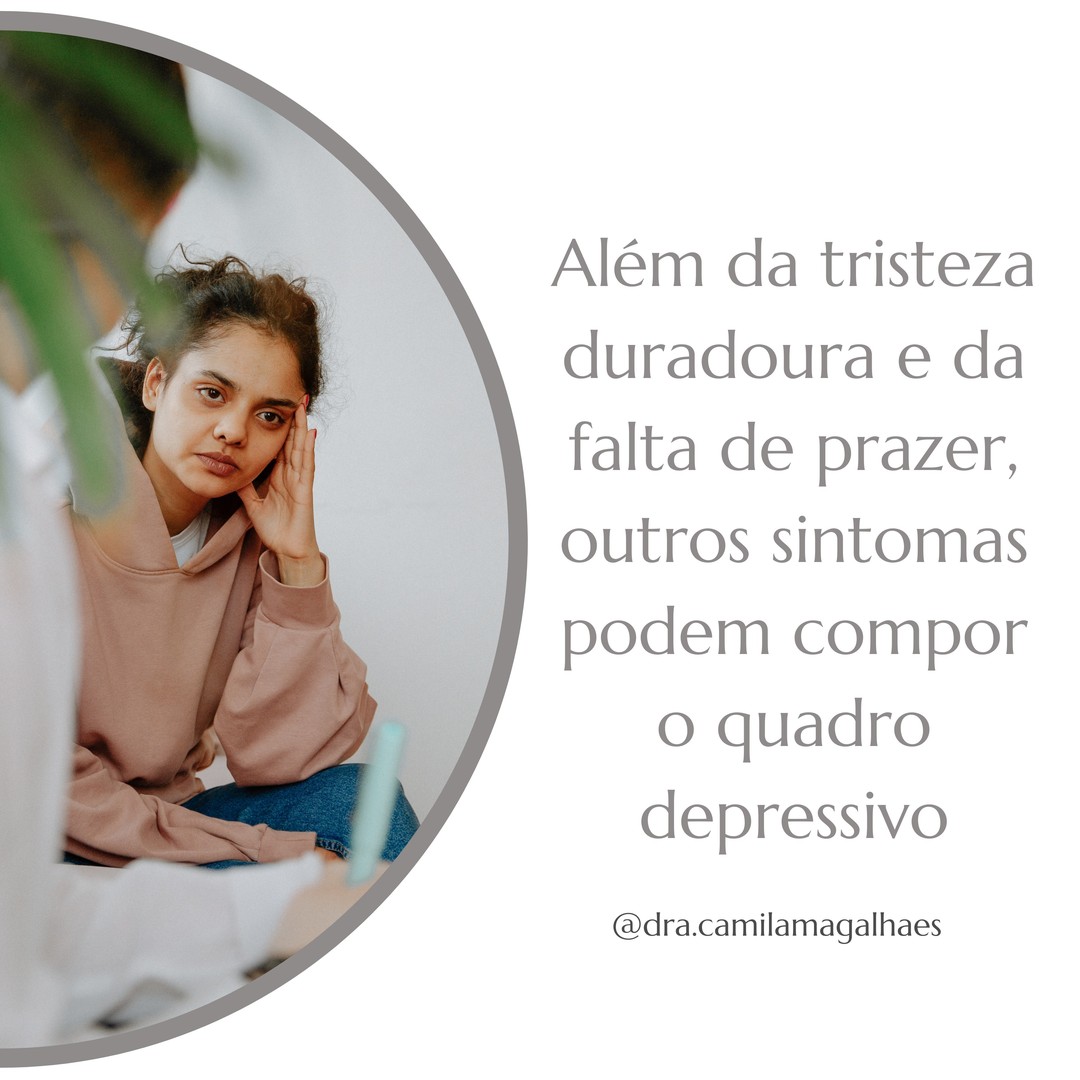 Além da tristeza
duradoura e da
falta de prazer,
outros sintomas
podem compor
o quadro
depressivo
@dra.camilamagalhaes